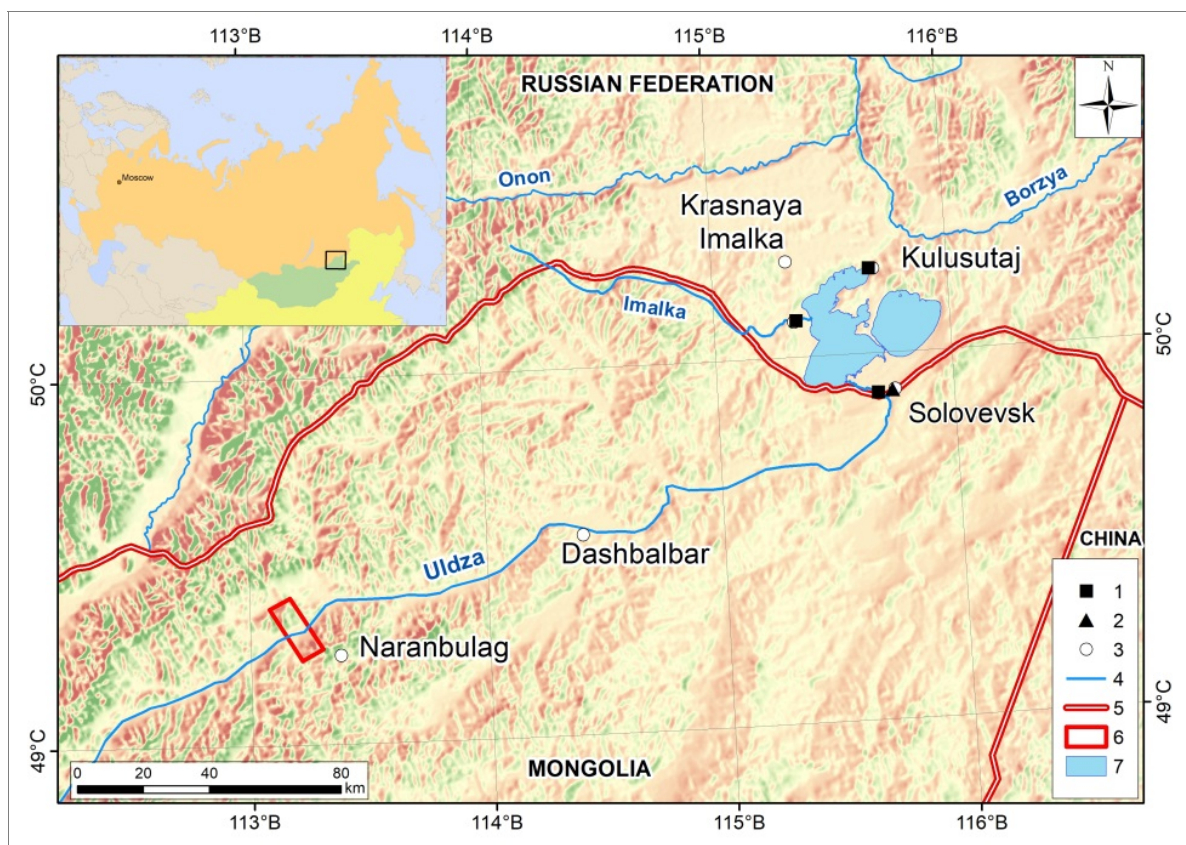 113°B
114°B
115°B
116°B
RUSSIAN FEDERATION
N
Moscow
Onon
Borzya
Krasnaya
Imalka
Kulusutaj
Imalka
50°C
50°C
Solovevsk
Dashbalbar
Uldza
CHINA
Naranbulag
1
2
3
4
5
6
7
49°C
49°C
0 20 40 80
km
MONGOLIA
113°B
114°B
115°B
116°B